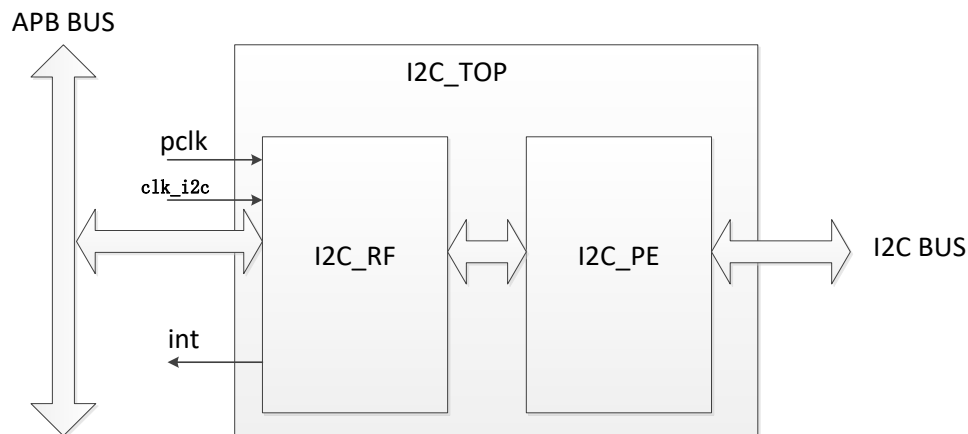 APB BUS
I2C_TOP
pclk
clk_i2c
I2C_RF
I2C_PE
I2C BUS
int